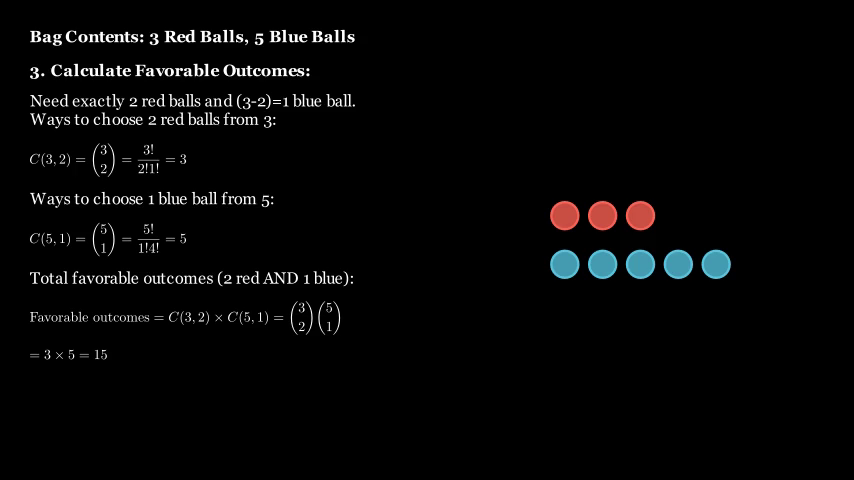 Bag Contents: 3 Red Balls, 5 Blue Balls
3. Calculate Favorable Outcomes:
Need exactly 2 red balls and (3-2)=1 blue ball.
Ways to choose 2 red balls from 3:
C(3, 2) = \binom{3}{2} = \frac{3!}{2!1!} = 3
Ways to choose 1 blue ball from 5:
C(5, 1) = \binom{5}{1} = \frac{5!}{1!4!} = 5
Total favorable outcomes (2 red AND 1 blue):
Favorable outcomes = C(3, 2) × C(5, 1) = \binom{3}{2}\binom{5}{1}
= 3 × 5 = 15